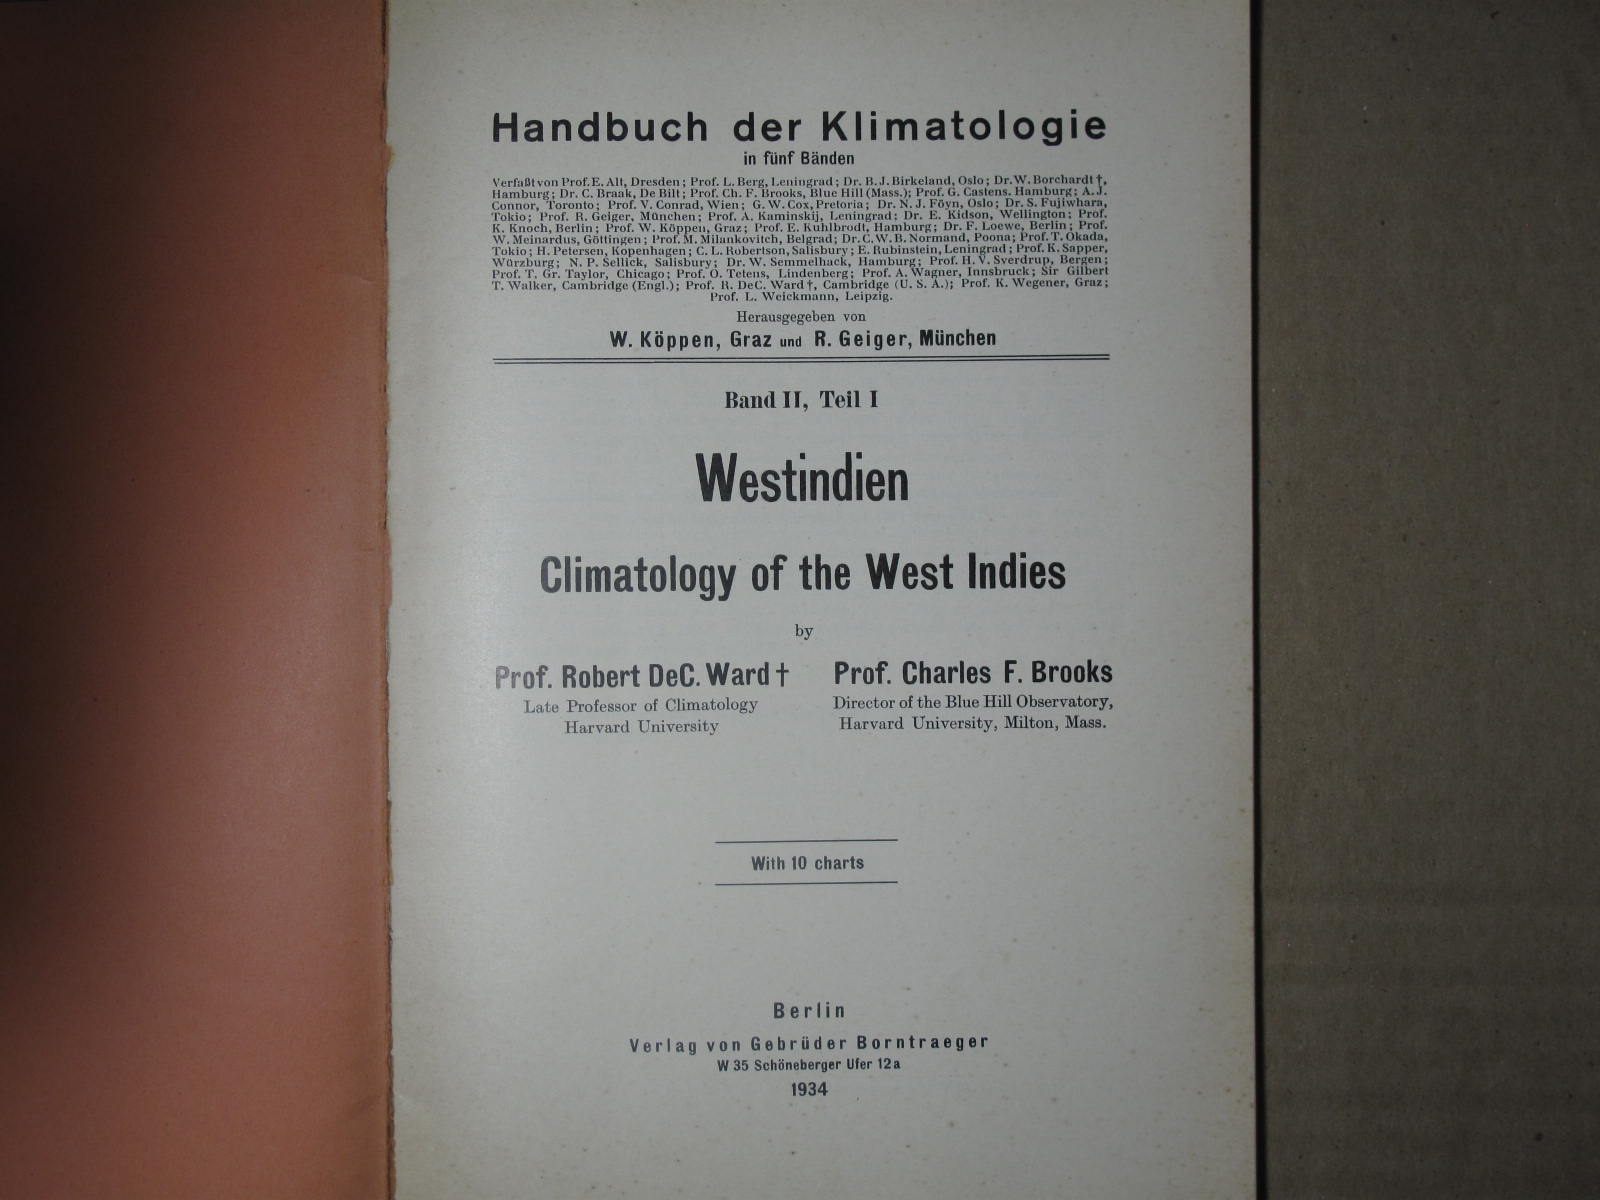 Handbuch der Klimatologie
in fünf Bänden
Verfaßt von Prof. E. Alt, Dresden; Prof. L. Berg, Leningrad; Dr. B. J. Birkeland, Oslo; Dr. W. Borchardt †,
Hamburg; Dr. C. Braak, De Bilt; Prof. Ch. F. Brooks, Blue Hill (Mass.); Prof. G. Castens. Hamburg; A. J.
Connor, Toronto; Prof. V. Conrad, Wien; G. W. Cox, Pretoria; Dr. N. J. Föyn, Oslo; Dr. S. Fujiwhara,
Tokio; Prof. R. Geiger, München; Prof. A. Kaminskij, Leningrad; Dr. E. Kidson, Wellington; Prof.
K. Knoch, Berlin; Prof. W. Köppen, Graz; Prof. E. Kuhlbrodt, Hamburg; Dr. F. Loewe, Berlin; Prof.
W. Meinardus, Göttingen; Prof. M. Milankovitch, Belgrad; Dr. C. W. B. Normand, Poona; Prof. T. Okada,
Tokio; H. Petersen, Kopenhagen; C. L. Robertson, Salisbury; E. Rubinstein, Leningrad; Prof. K. Sapper,
Würzburg; N. P. Sellick, Salisbury; Dr. W. Semmelhack, Hamburg; Prof. H. V. Sverdrup, Bergen;
Prof. T. Gr. Taylor, Chicago; Prof. O. Tetens, Lindenberg; Prof. A. Wagner, Innsbruck; Sir Gilbert
T. Walker, Cambridge (Engl.); Prof. R. DeC. Ward †, Cambridge (U. S. A.); Prof. K. Wegener, Graz;
Prof. L. Weickmann, Leipzig.
Herausgegeben von
W. Köppen, Graz und R. Geiger, München
Band II, Teil I
Westindien
Climatology of the West Indies
by
Prof. Robert DeC. Ward † Prof. Charles F. Brooks
Late Professor of Climatology Director of the Blue Hill Observatory,
Harvard University Harvard University, Milton, Mass.
With 10 charts
Berlin
Verlag von Gebrüder Borntraeger
W 35 Schöneberger Ufer 12a
1934